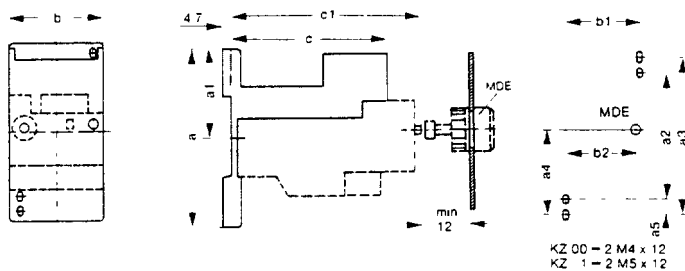 b
4.7
c1
c
a1
a
MDE
min
12
b1
MDE
b2
a2
a3
a4
a5
KZ 00 – 2 M4 x 12
KZ 1 – 2 M5 x 12